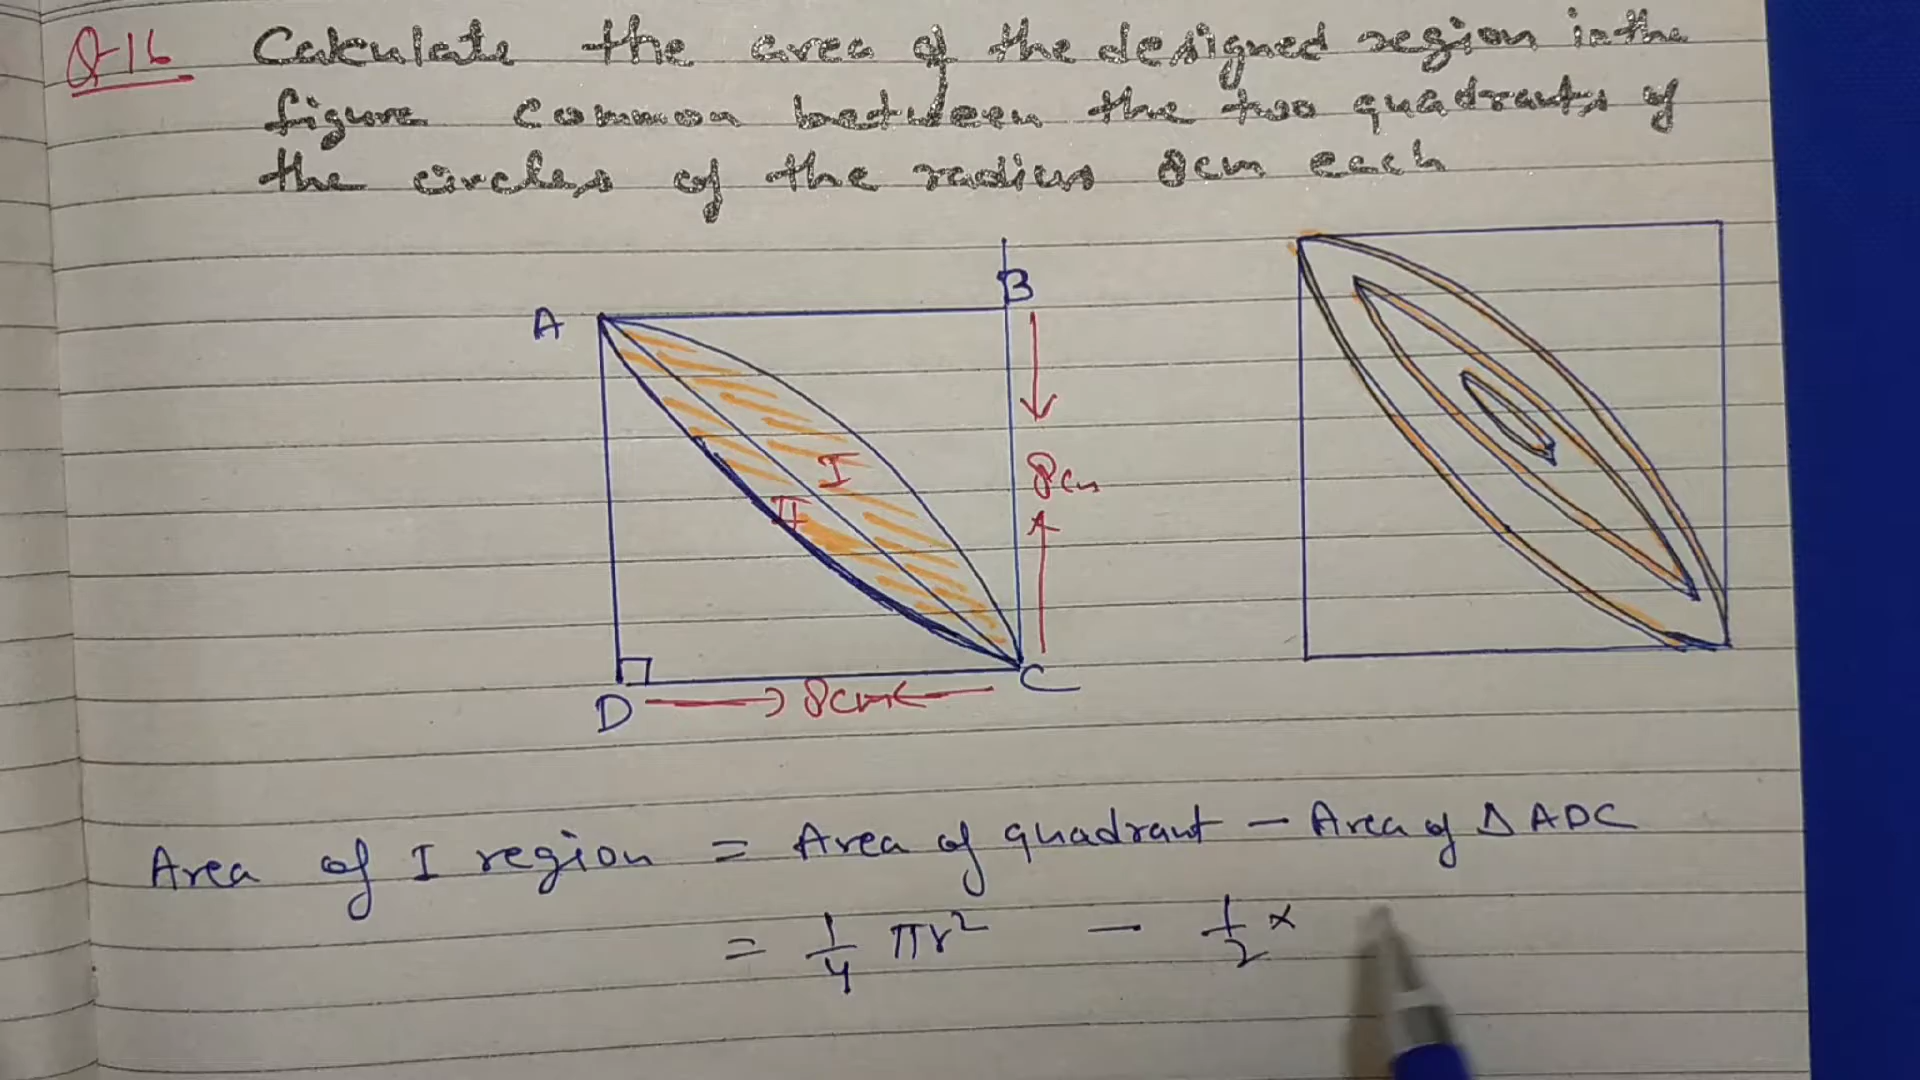 Q-16 Calculate the area of the designed region in the
figure common between the two quadrants of
the circles of the radius 8cm each
A
B
I
8cm
II
D
8cm
C
Area of I region = Area of quadrant - Area of Δ ADC
= 1/4 πr² - 1/2 ×